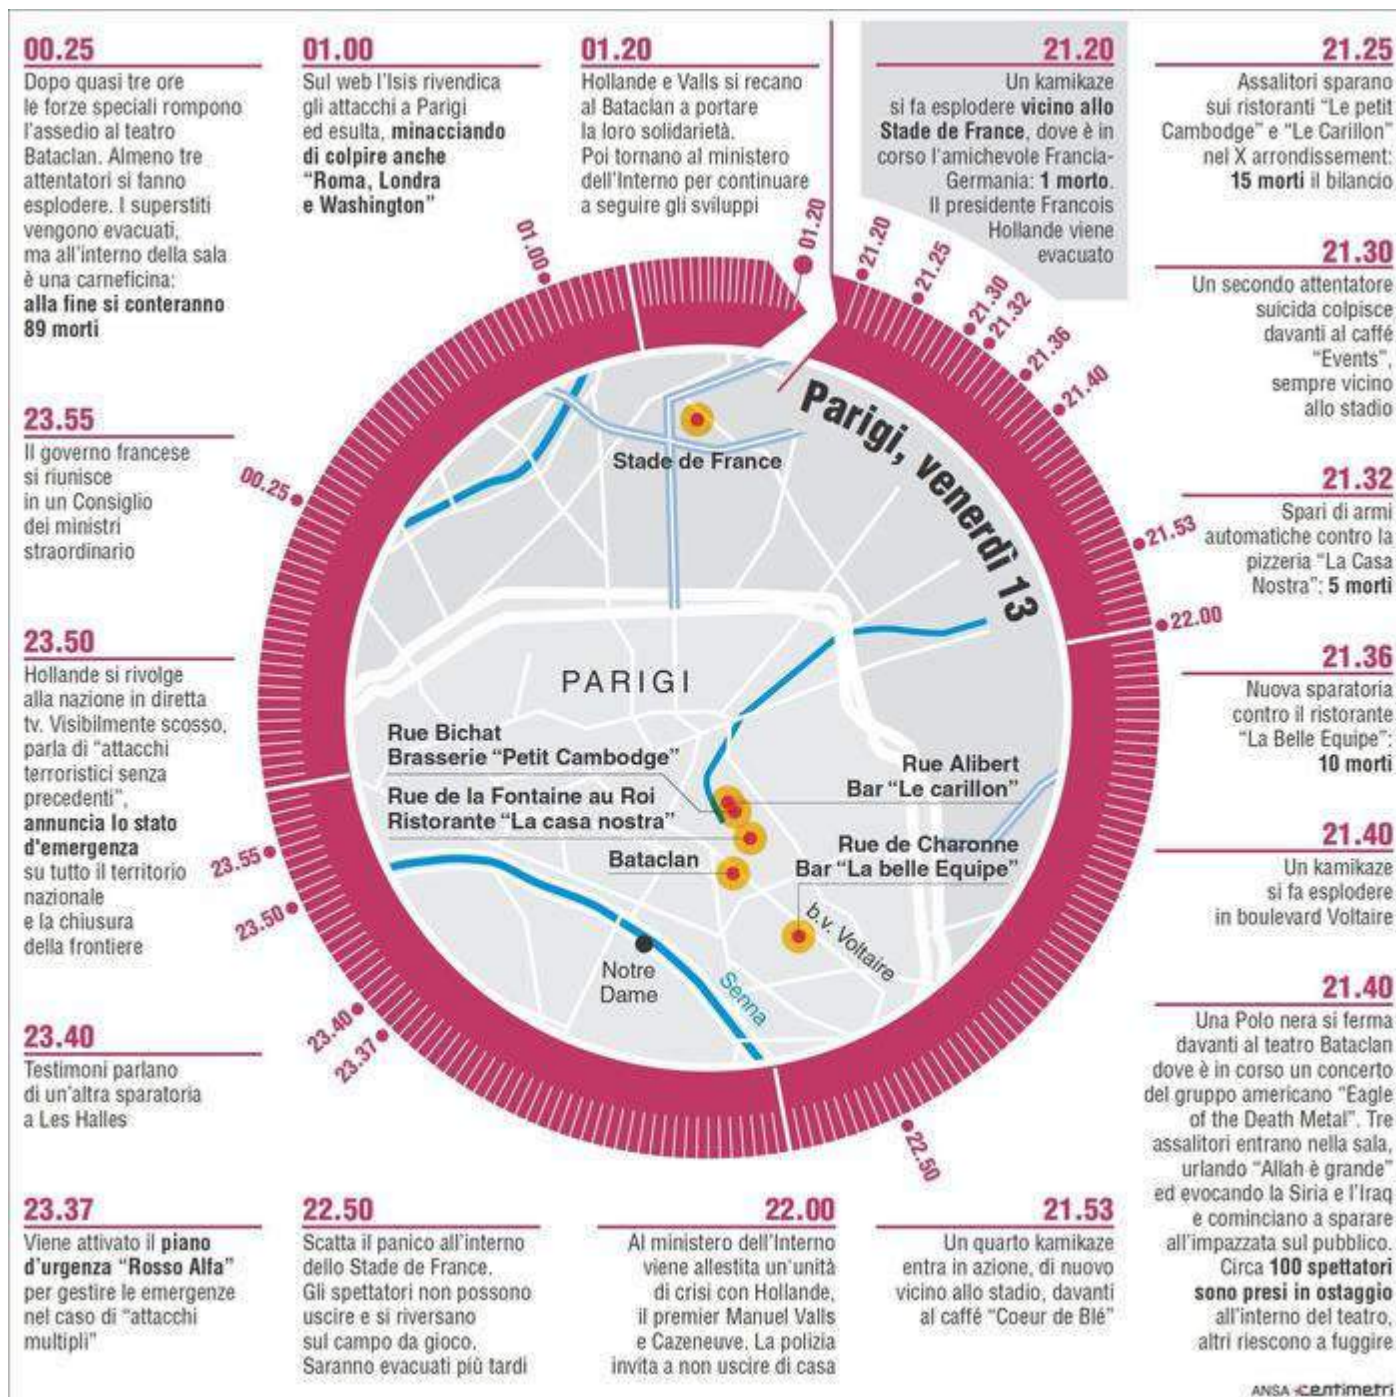 00.25
Dopo quasi tre ore
le forze speciali rompono
l'assedio al teatro
Bataclan. Almeno tre
attentatori si fanno
esplodere. I superstiti
vengono evacuati,
ma all'interno della sala
è una carneficina:
alla fine si conteranno
89 morti
01.00
Sul web l'Isis rivendica
gli attacchi a Parigi
ed esulta, minacciando
di colpire anche
"Roma, Londra
e Washington"
01.20
Hollande e Valls si recano
al Bataclan a portare
la loro solidarietà.
Poi tornano al ministero
dell'Interno per continuare
a seguire gli sviluppi
21.20
Un kamikaze
si fa esplodere vicino allo
Stade de France, dove è in
corso l'amichevole Francia-
Germania: 1 morto.
Il presidente Francois
Hollande viene
evacuato
21.25
Assalitori sparano
sui ristoranti "Le petit
Cambodge" e "Le Carillon"
nel X arrondissement:
15 morti il bilancio
21.30
Un secondo attentatore
suicida colpisce
davanti al caffé
"Events",
sempre vicino
allo stadio
21.32
Spari di armi
automatiche contro la
pizzeria "La Casa
Nostra": 5 morti
21.36
Nuova sparatoria
contro il ristorante
"La Belle Equipe":
10 morti
21.40
Un kamikaze
si fa esplodere
in boulevard Voltaire
21.40
Una Polo nera si ferma
davanti al teatro Bataclan
dove è in corso un concerto
del gruppo americano "Eagle
of the Death Metal". Tre
assalitori entrano nella sala,
urlando "Allah è grande"
ed evocando la Siria e l'Iraq
e cominciano a sparare
all'impazzata sul pubblico.
Circa 100 spettatori
sono presi in ostaggio
all'interno del teatro,
altri riescono a fuggire
21.53
Un quarto kamikaze
entra in azione, di nuovo
vicino allo stadio, davanti
al caffé "Coeur de Blé"
22.00
Al ministero dell'Interno
viene allestita un'unità
di crisi con Hollande,
il premier Manuel Valls
e Cazeneuve. La polizia
invita a non uscire di casa
22.50
Scatta il panico all'interno
dello Stade de France.
Gli spettatori non possono
uscire e si riversano
sul campo da gioco.
Saranno evacuati più tardi
23.37
Viene attivato il piano
d'urgenza "Rosso Alfa"
per gestire le emergenze
nel caso di "attacchi
multipli"
23.40
Testimoni parlano
di un'altra sparatoria
a Les Halles
23.50
Hollande si rivolge
alla nazione in diretta
tv. Visibilmente scosso,
parla di "attacchi
terroristici senza
precedenti",
annuncia lo stato
d'emergenza
su tutto il territorio
nazionale
e la chiusura
della frontiere
23.55
Il governo francese
si riunisce
in un Consiglio
dei ministri
straordinario
21.20
21.25
21.30
21.32
21.36
21.40
21.53
22.00
22.50
23.37
23.40
23.50
23.55
00.25
01.00
01.20
Parigi, venerdì 13
Stade de France
PARIGI
Rue Bichat
Brasserie "Petit Cambodge"
Rue de la Fontaine au Roi
Ristorante "La casa nostra"
Bataclan
Rue Alibert
Bar "Le carillon"
Rue de Charonne
Bar "La belle Equipe"
b.v. Voltaire
Notre
Dame
Senna
ANSA centimetri